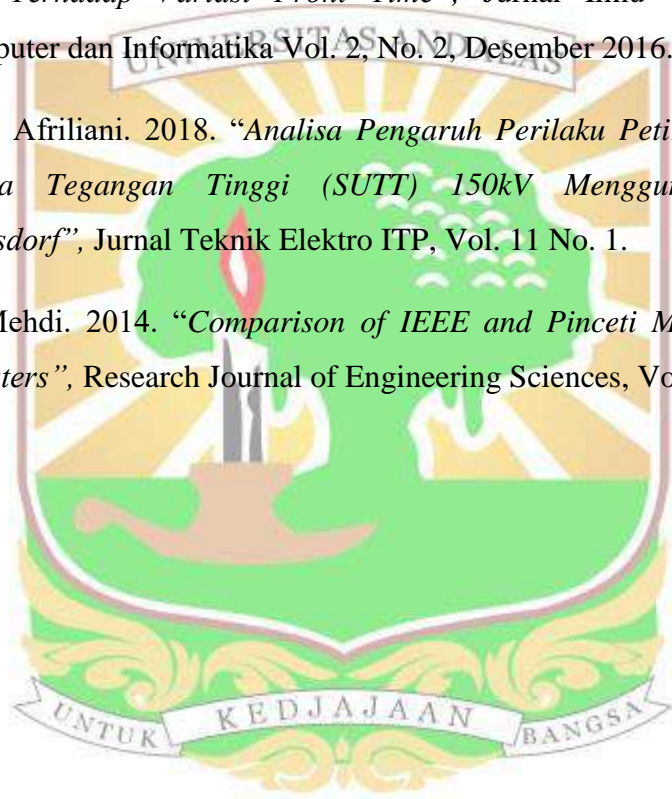 Terhadap Variasi Front Time", Jurnal Ilmu
puter dan Informatika Vol. 2, No. 2, Desember 2016.
UNIVERSITAS ANDALAS
Afriliani. 2018. “Analisa Pengaruh Perilaku Peti
a Tegangan Tinggi (SUTT) 150kV Menggu
sdorf”, Jurnal Teknik Elektro ITP, Vol. 11 No. 1.
Mehdi. 2014. “Comparison of IEEE and Pinceti M
ters”, Research Journal of Engineering Sciences, Vo
UNTUK KEDJAJAAN BANGSA